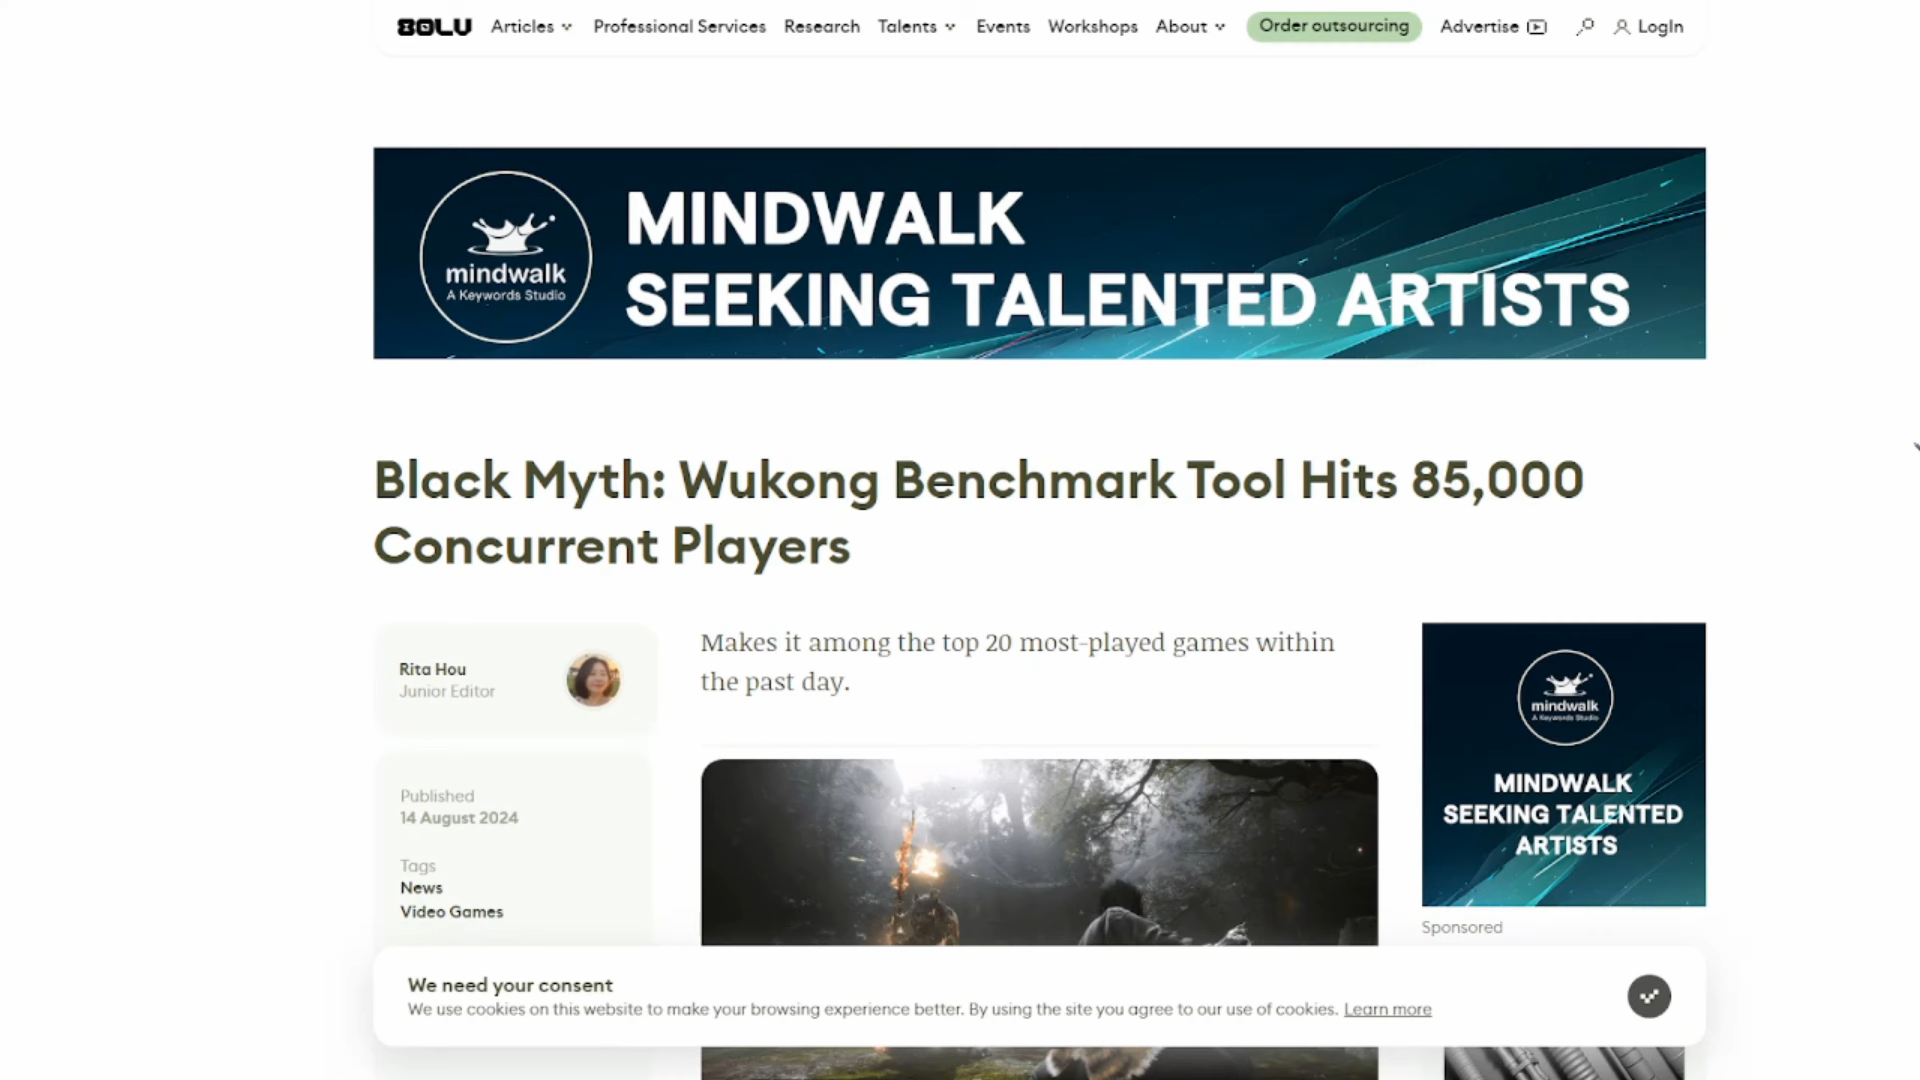 80LV Articles Professional Services Research Talents Events Workshops About Order outsourcing Advertise LogIn
mindwalk
A Keywords Studio
MINDWALK
SEEKING TALENTED ARTISTS
Black Myth: Wukong Benchmark Tool Hits 85,000
Concurrent Players
Rita Hou
Junior Editor
Published
14 August 2024
Tags
News
Video Games
Makes it among the top 20 most-played games within
the past day.
mindwalk
A Keywords Studio
MINDWALK
SEEKING TALENTED
ARTISTS
Sponsored
We need your consent
We use cookies on this website to make your browsing experience better. By using the site you agree to our use of cookies. Learn more